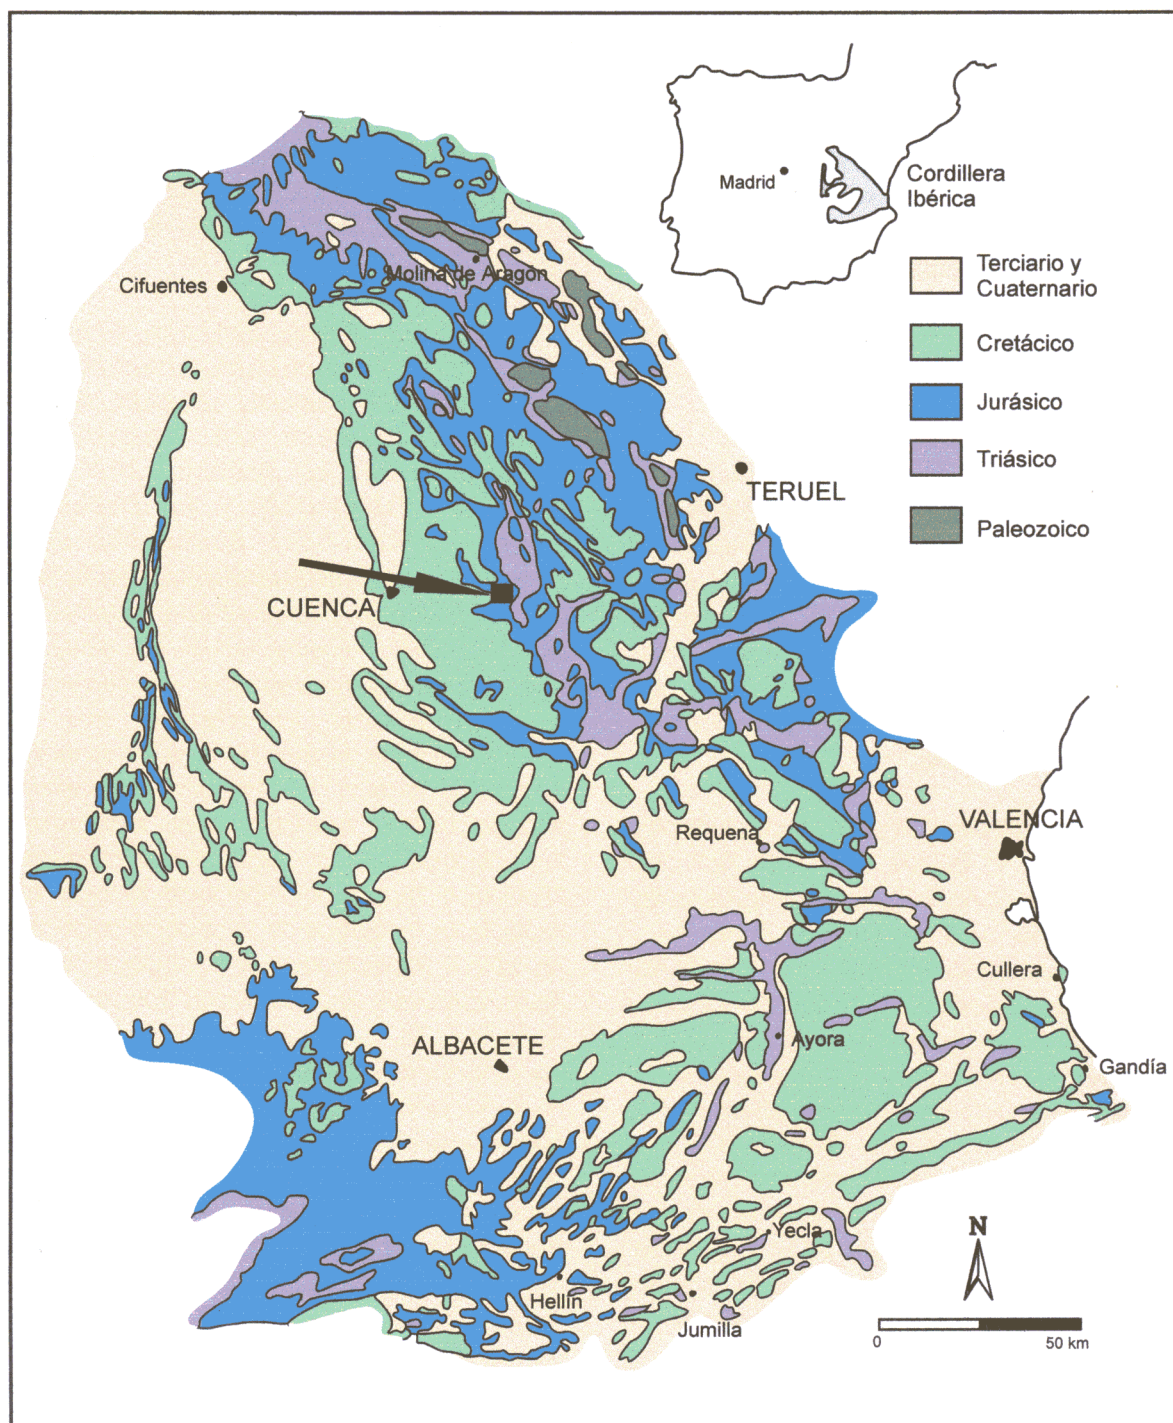 Madrid
Cordillera
Ibérica
Terciario y
Cuaternario
Cretácico
Jurásico
Triásico
Paleozoico
Cifuentes
Molina de Aragón
TERUEL
CUENCA
VALENCIA
Requena
Cullera
ALBACETE
Ayora
Gandía
Yecla
Hellín
Jumilla
N
0 50 km